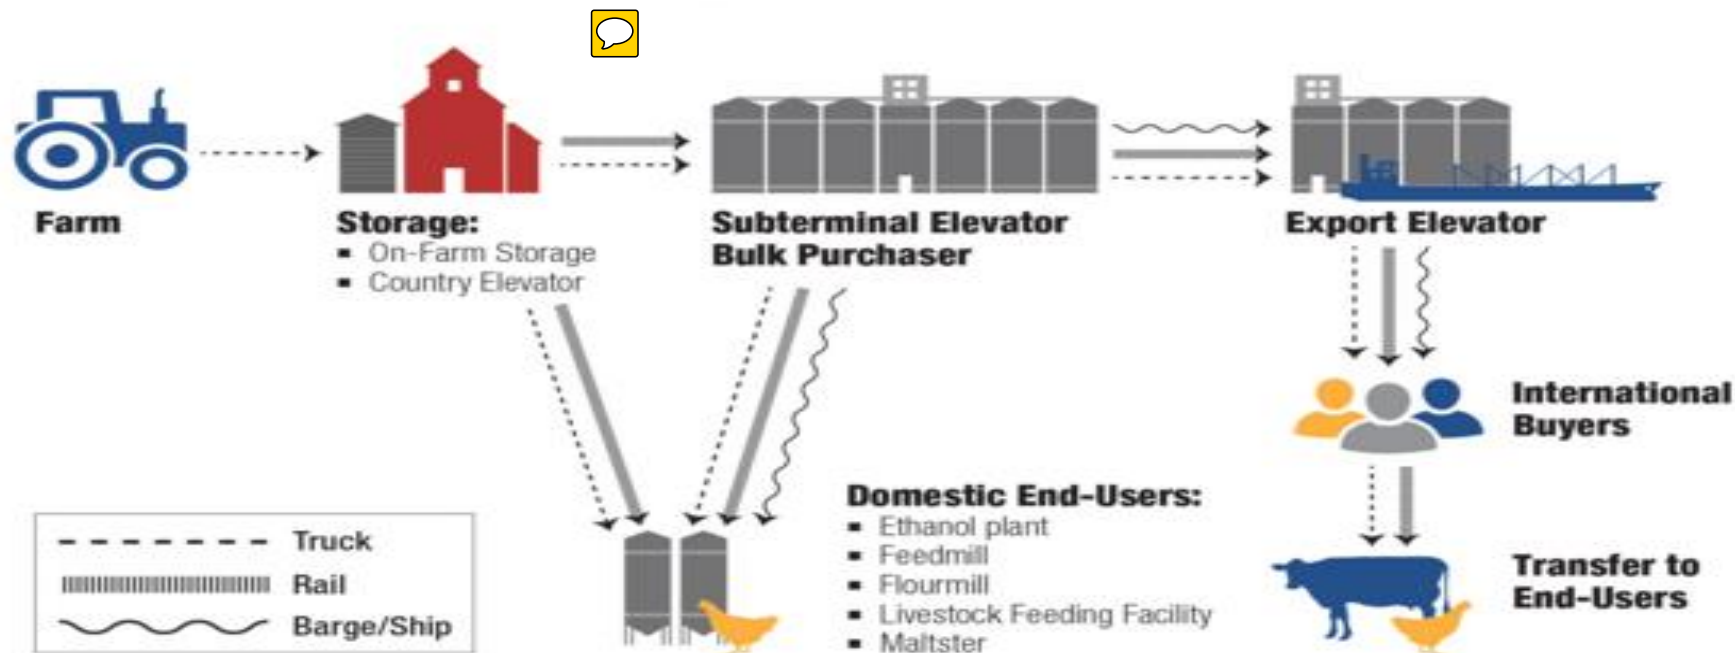 Farm
Storage:
▪ On-Farm Storage
▪ Country Elevator
Subterminal Elevator
Bulk Purchaser
Export Elevator
International
Buyers
Domestic End-Users:
▪ Ethanol plant
▪ Feedmill
▪ Flourmill
▪ Livestock Feeding Facility
▪ Maltster
Transfer to
End-Users
Truck
Rail
Barge/Ship